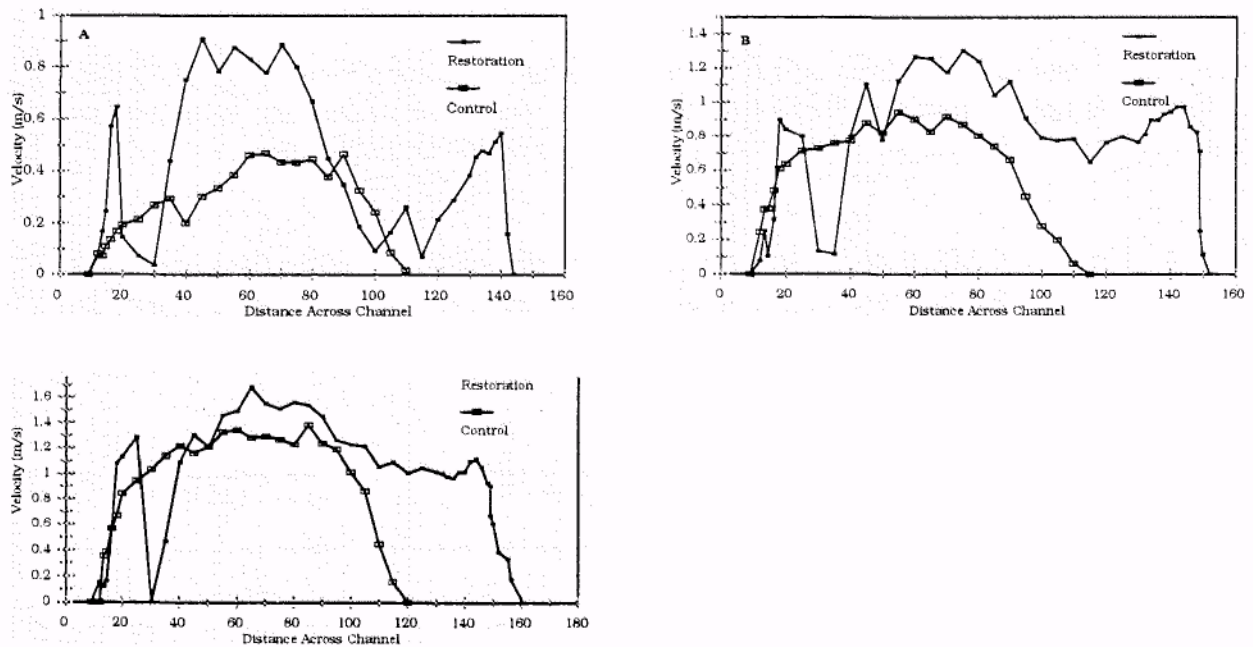 A
Restoration
Control
Velocity (m/s)
1
0.8
0.6
0.4
0.2
0
0 20 40 60 80 100 120 140 160
Distance Across Channel
B
Restoration
Control
Velocity (m/s)
1.4
1.2
1
0.8
0.6
0.4
0.2
0
0 20 40 60 80 100 120 140 160
Distance Across Channel
Restoration
Control
Velocity (m/s)
1.6
1.4
1.2
1
0.8
0.6
0.4
0.2
0
0 20 40 60 80 100 120 140 160 180
Distance Across Channel